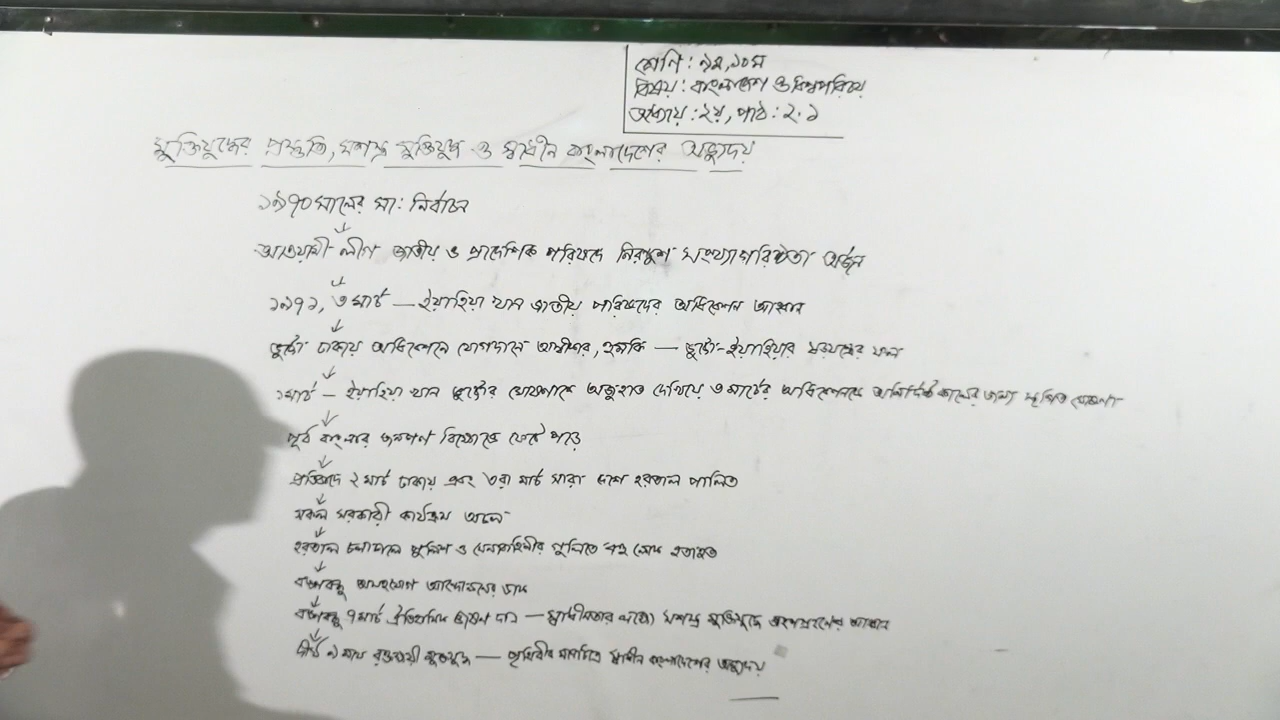 শ্রেণি : ৯ম, ১০ম
বিষয় : বাংলাদেশ ও বিশ্বপরিচয়
অধ্যায় : ২য়, পাঠ : ২.১
মুক্তিযুদ্ধের প্রস্তুতি, সশস্ত্র মুক্তিযুদ্ধ ও স্বাধীন বাংলাদেশের অভ্যুদয়
১৯৭০ সালের সা: নির্বাচন
আওয়ামী লীগ জাতীয় ও প্রাদেশিক পরিষদে নিরঙ্কুশ সংখ্যাগরিষ্ঠতা অর্জন
১৯৭১, ৩ মার্চ — ইয়াহিয়া খান জাতীয় পরিষদের অধিবেশন আহ্বান
ভুট্টো ঢাকায় অধিবেশনে যোগদানে অস্বীকার, হুমকি — ভুট্টো-ইয়াহিয়ার ষড়যন্ত্রের ফল
১ মার্চ — ইয়াহিয়া খান ভুট্টোর ঘোষণাকে অজুহাত দেখিয়ে ৩ মার্চের অধিবেশনকে অনির্দিষ্ট কালের জন্য স্থগিত ঘোষণা
পূর্ব বাংলার জনগণ বিক্ষোভে ফেটে পড়ে
প্রতিবাদে ২ মার্চ ঢাকায় এবং ৩রা মার্চ সারা দেশে হরতাল পালিত
সকল সরকারী কার্যক্রম অচল
হরতাল চলাকালে পুলিশ ও সেনাবাহিনীর গুলিতে বহু লোক হতাহত
বঙ্গবন্ধু অসহযোগ আন্দোলনের ডাক
বঙ্গবন্ধু ৭ মার্চ ঐতিহাসিক ভাষণ দান — স্বাধীনতার লক্ষ্যে সশস্ত্র মুক্তিযুদ্ধে অংশগ্রহণের আহ্বান
দীর্ঘ ৯ মাস রক্তক্ষয়ী মুক্তিযুদ্ধ — পৃথিবীর মানচিত্রে স্বাধীন বাংলাদেশের অভ্যুদয়